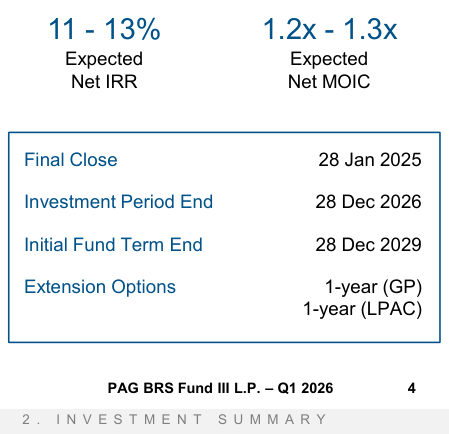 11 - 13% 1.2x - 1.3x
Expected Expected
Net IRR Net MOIC
Final Close 28 Jan 2025
Investment Period End 28 Dec 2026
Initial Fund Term End 28 Dec 2029
Extension Options 1-year (GP)
1-year (LPAC)
PAG BRS Fund III L.P. – Q1 2026 4
2. INVESTMENT SUMMARY